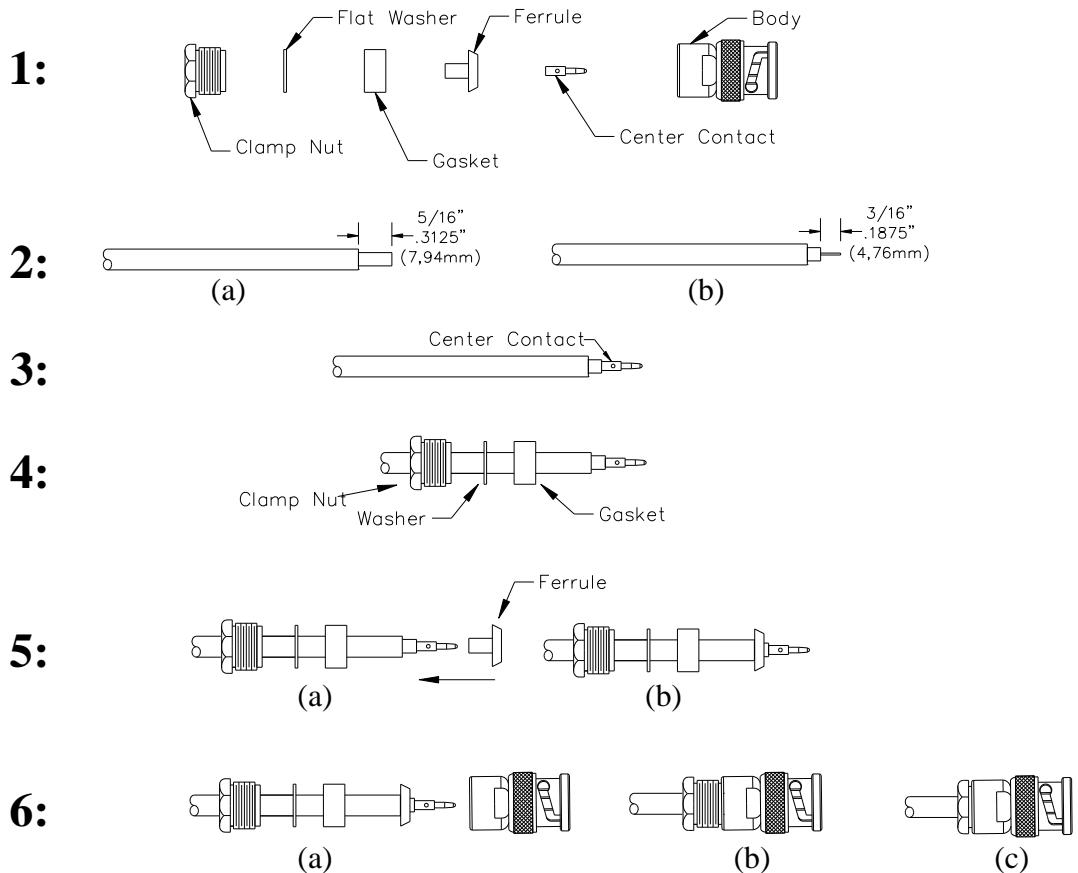 1:
Flat Washer
Ferrule
Body
Clamp Nut
Gasket
Center Contact
2:
5/16”
.3125”
(7,94mm)
(a)
3/16”
.1875”
(4,76mm)
(b)
3:
Center Contact
4:
Clamp Nut
Washer
Gasket
5:
Ferrule
(a)
(b)
6:
(a)
(b)
(c)